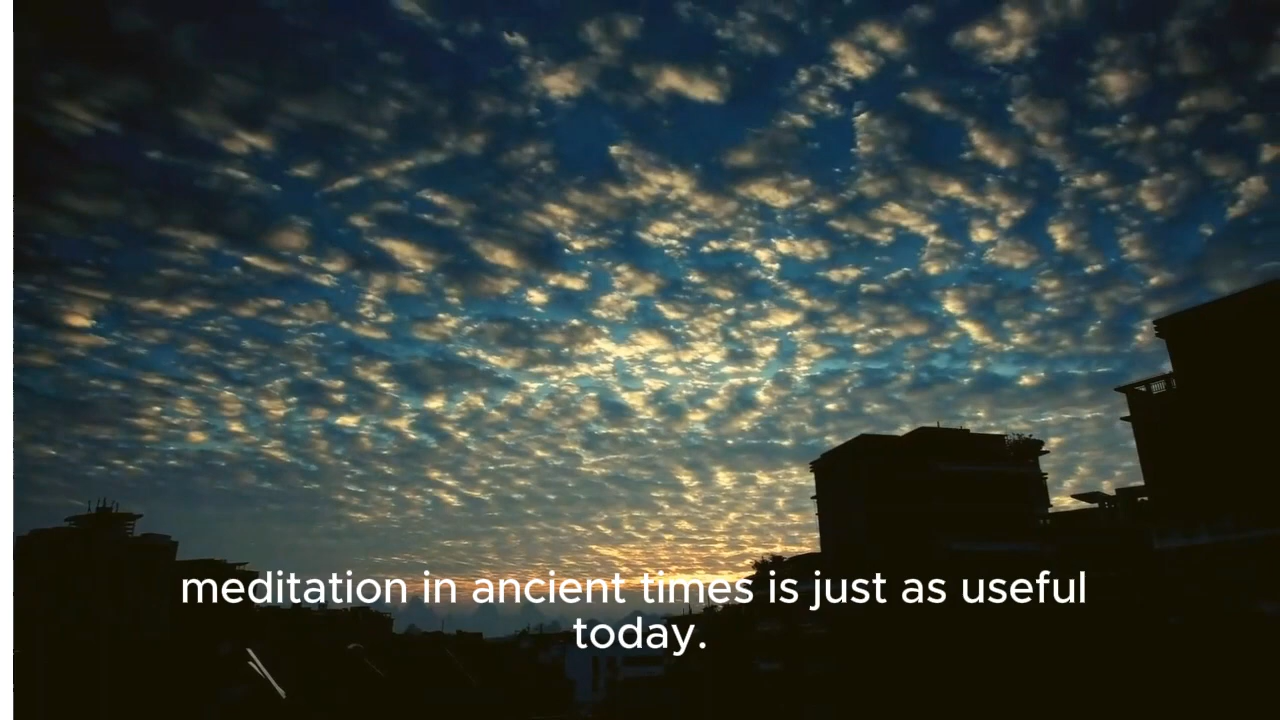 meditation in ancient times is just as useful
today.